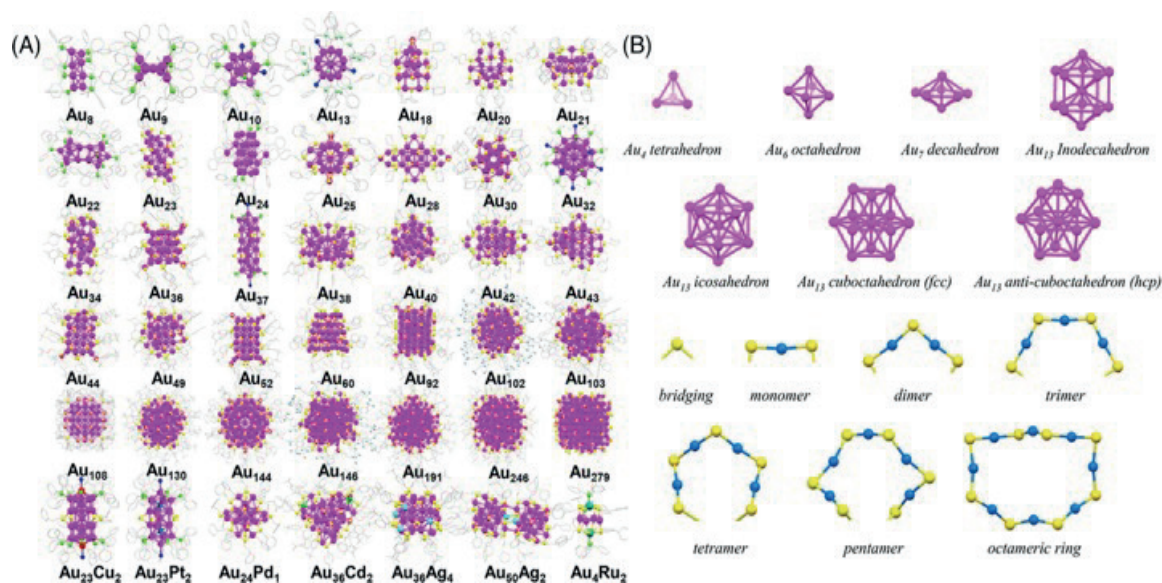 (A)
Au8 Au9 Au10 Au13 Au18 Au20 Au21
Au22 Au23 Au24 Au25 Au28 Au30 Au32
Au34 Au36 Au37 Au38 Au40 Au42 Au43
Au44 Au49 Au52 Au60 Au92 Au102 Au103
Au108 Au130 Au144 Au146 Au191 Au246 Au279
Au23Cu2 Au23Pt2 Au24Pd1 Au36Cd2 Au36Ag4 Au50Ag2 Au4Ru2
(B)
Au4 tetrahedron Au6 octahedron Au7 decahedron Au13 Inodecahedron
Au13 icosahedron Au13 cuboctahedron (fcc) Au13 anti-cuboctahedron (hcp)
bridging monomer dimer trimer
tetramer pentamer octameric ring